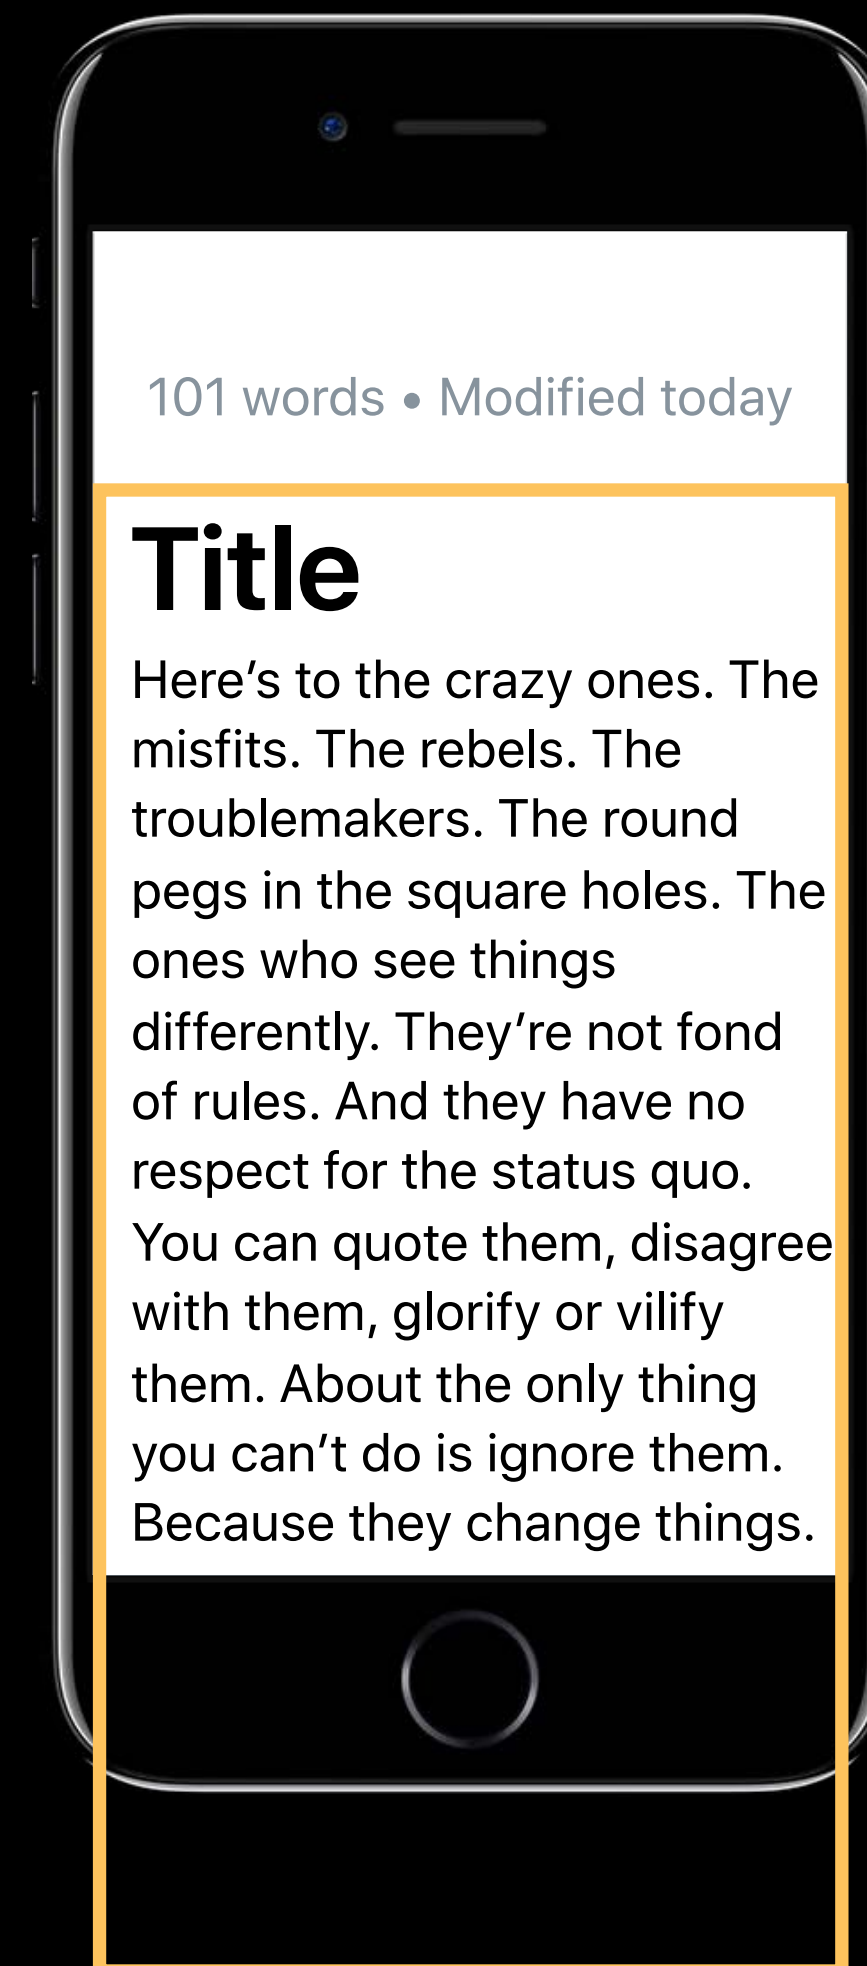 101 words • Modified today
Title
Here’s to the crazy ones. The
misfits. The rebels. The
troublemakers. The round
pegs in the square holes. The
ones who see things
differently. They’re not fond
of rules. And they have no
respect for the status quo.
You can quote them, disagree
with them, glorify or vilify
them. About the only thing
you can’t do is ignore them.
Because they change things.